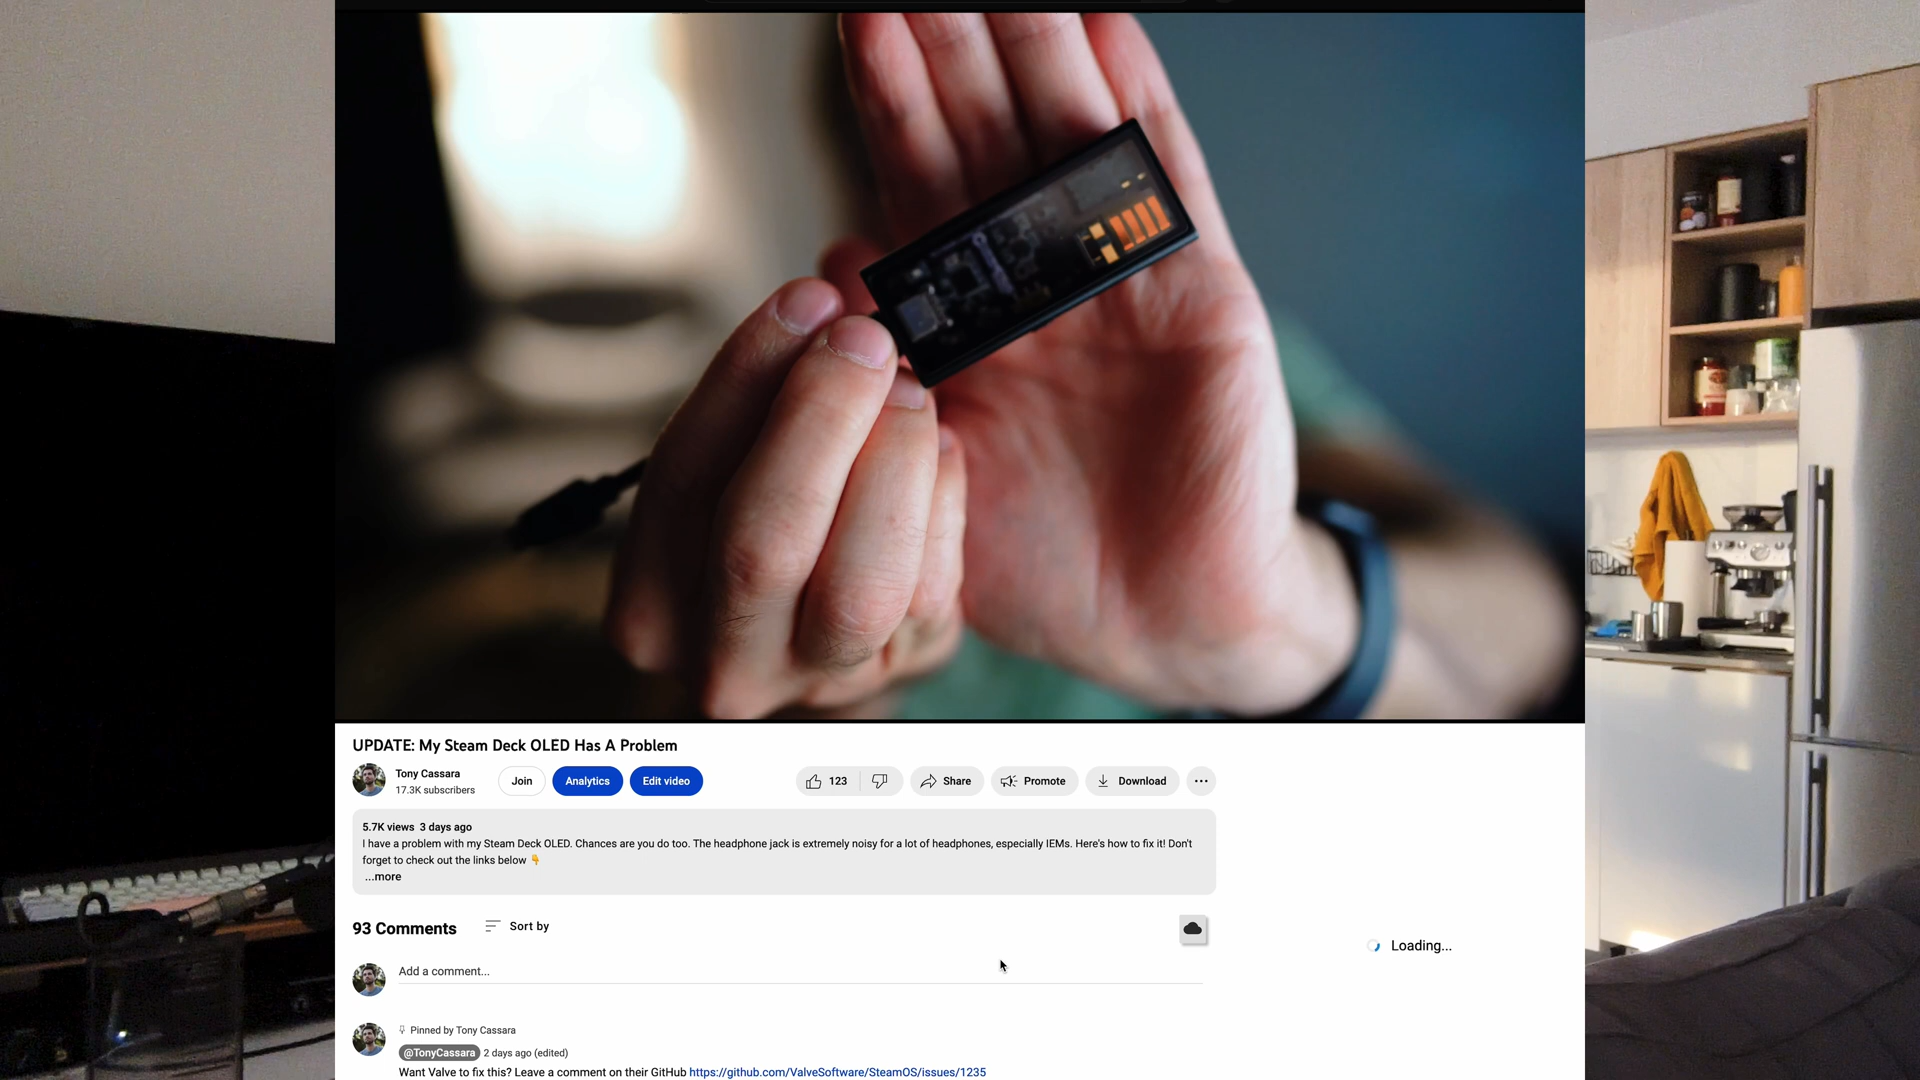 UPDATE: My Steam Deck OLED Has A Problem
Tony Cassara
17.3K subscribers
Join
Analytics
Edit video
123
Share
Promote
Download
5.7K views 3 days ago
I have a problem with my Steam Deck OLED. Chances are you do too. The headphone jack is extremely noisy for a lot of headphones, especially IEMs. Here's how to fix it! Don't
forget to check out the links below 👇
...more
93 Comments
Sort by
Loading...
Add a comment...
Pinned by Tony Cassara
@TonyCassara 2 days ago (edited)
Want Valve to fix this? Leave a comment on their GitHub https://github.com/ValveSoftware/SteamOS/issues/1235